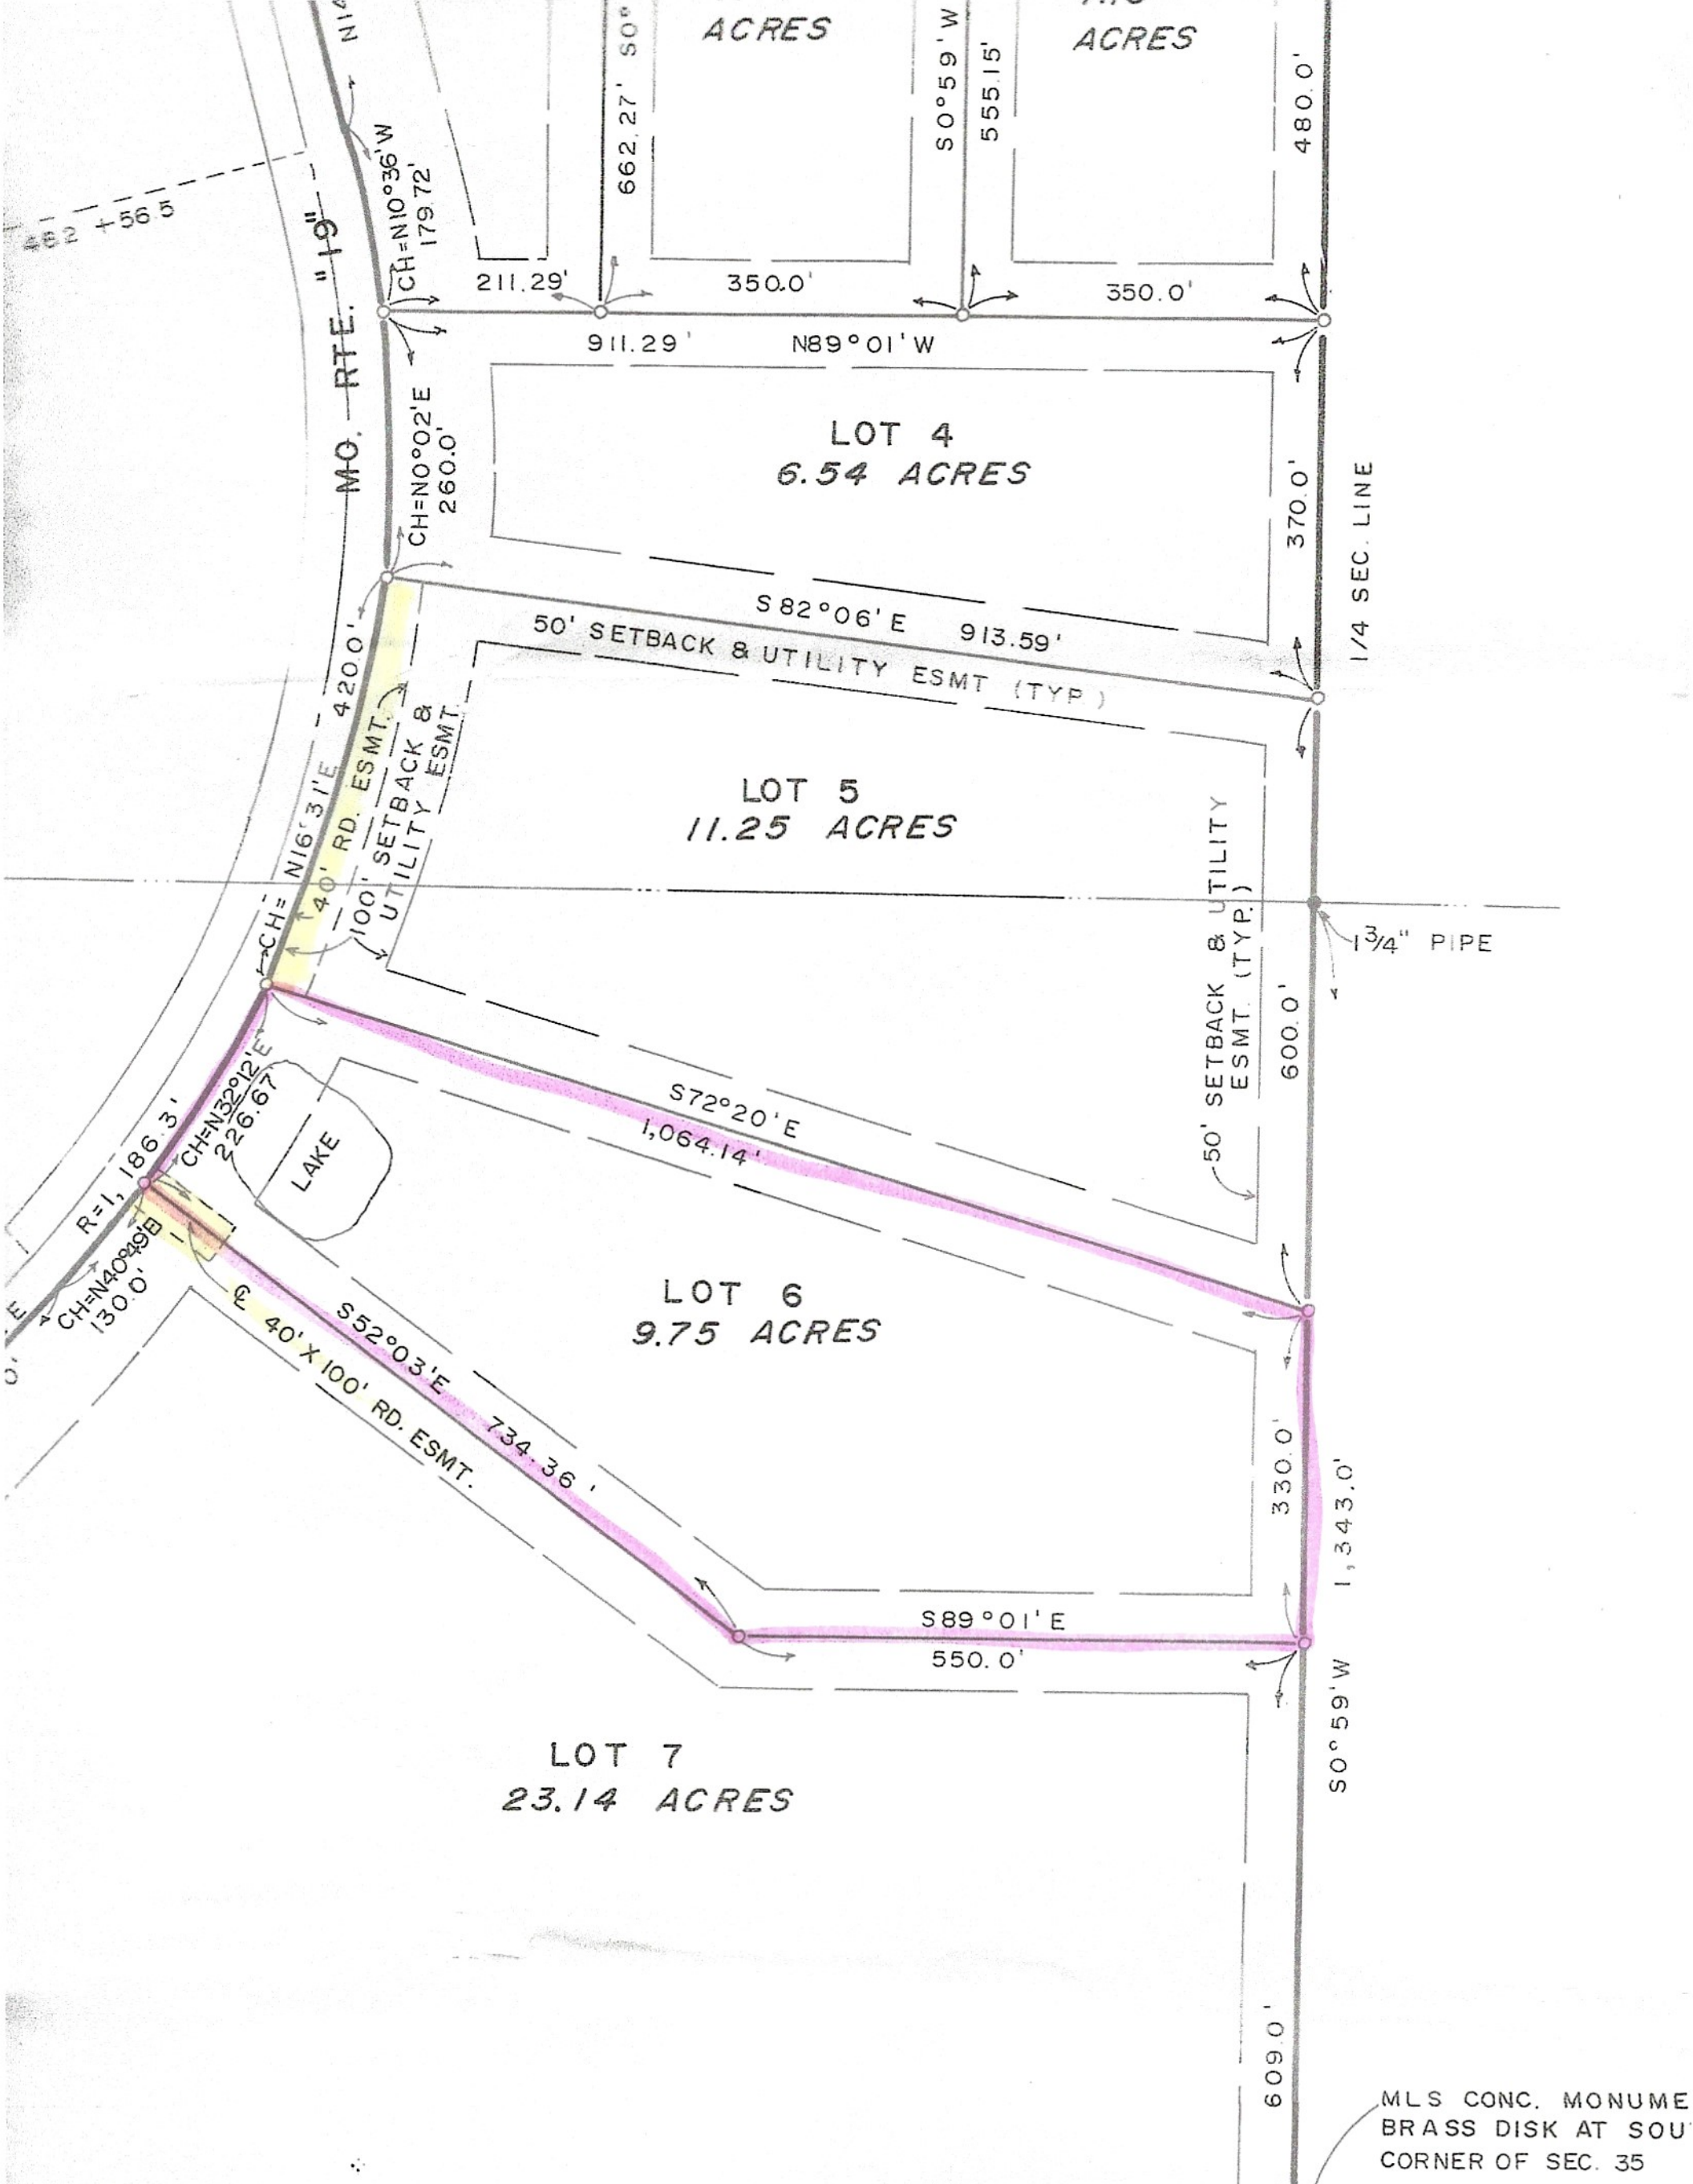 ACRES
ACRES
N14
662.27' S0°
S0°59'W
555.15'
480.0'
482 +56.5
MO. RTE. "19"
CH=N10°36'W
179.72'
211.29'
350.0'
350.0'
911.29' N89°01'W
CH=N0°02'E
260.0'
LOT 4
6.54 ACRES
370.0'
1/4 SEC. LINE
S82°06'E 913.59'
50' SETBACK & UTILITY ESMT (TYP.)
CH= N16°31'E 420.0'
40' RD. ESMT.
100' SETBACK &
UTILITY ESMT.
LOT 5
11.25 ACRES
50' SETBACK & UTILITY
ESMT. (TYP.)
1 3/4" PIPE
600.0'
S72°20'E
1,064.14'
CH=N32°12'E
226.67'
R=1,186.3'
LAKE
CH=N40°49'E
130.0'
E
0'
LOT 6
9.75 ACRES
℄ 40' X 100' RD. ESMT.
S52°03'E 734.36'
330.0'
1,343.0'
S89°01'E
550.0'
S0°59'W
LOT 7
23.14 ACRES
609.0'
MLS CONC. MONUME
BRASS DISK AT SOU
CORNER OF SEC. 35